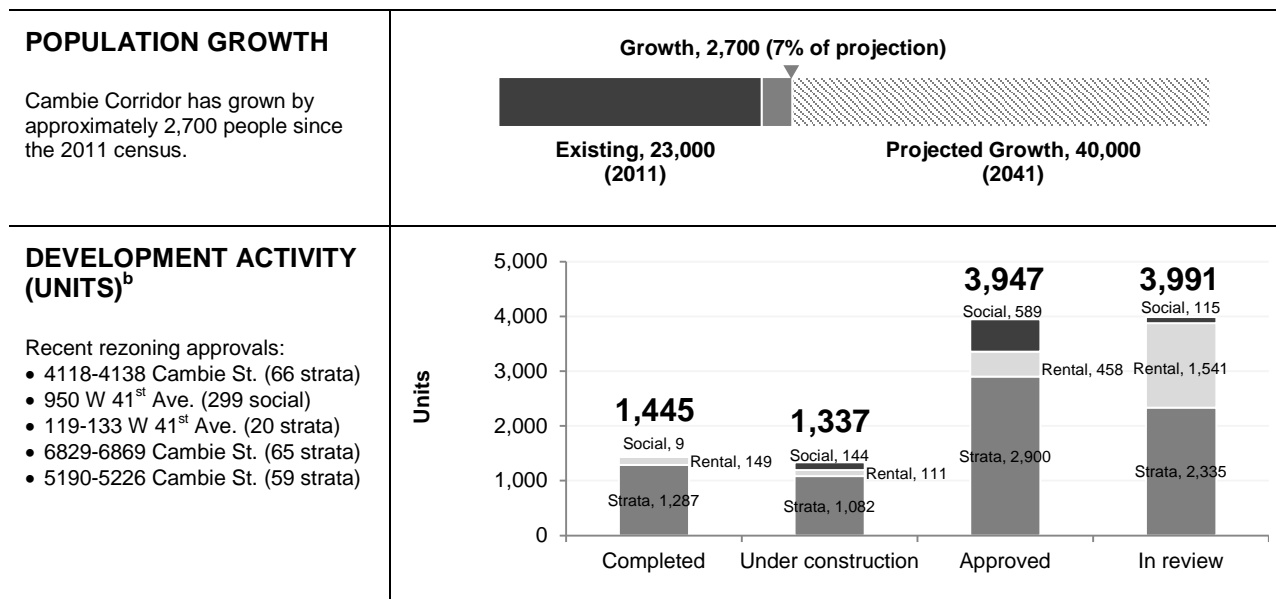 POPULATION GROWTH
Cambie Corridor has grown by
approximately 2,700 people since
the 2011 census.
Growth, 2,700 (7% of projection)
Existing, 23,000
(2011)
Projected Growth, 40,000
(2041)
DEVELOPMENT ACTIVITY
(UNITS)b
Recent rezoning approvals:
• 4118-4138 Cambie St. (66 strata)
• 950 W 41st Ave. (299 social)
• 119-133 W 41st Ave. (20 strata)
• 6829-6869 Cambie St. (65 strata)
• 5190-5226 Cambie St. (59 strata)
Units
5,000
4,000
3,000
2,000
1,000
0
1,445
Social, 9
Rental, 149
Strata, 1,287
Completed
1,337
Social, 144
Rental, 111
Strata, 1,082
Under construction
3,947
Social, 589
Rental, 458
Strata, 2,900
Approved
3,991
Social, 115
Rental, 1,541
Strata, 2,335
In review